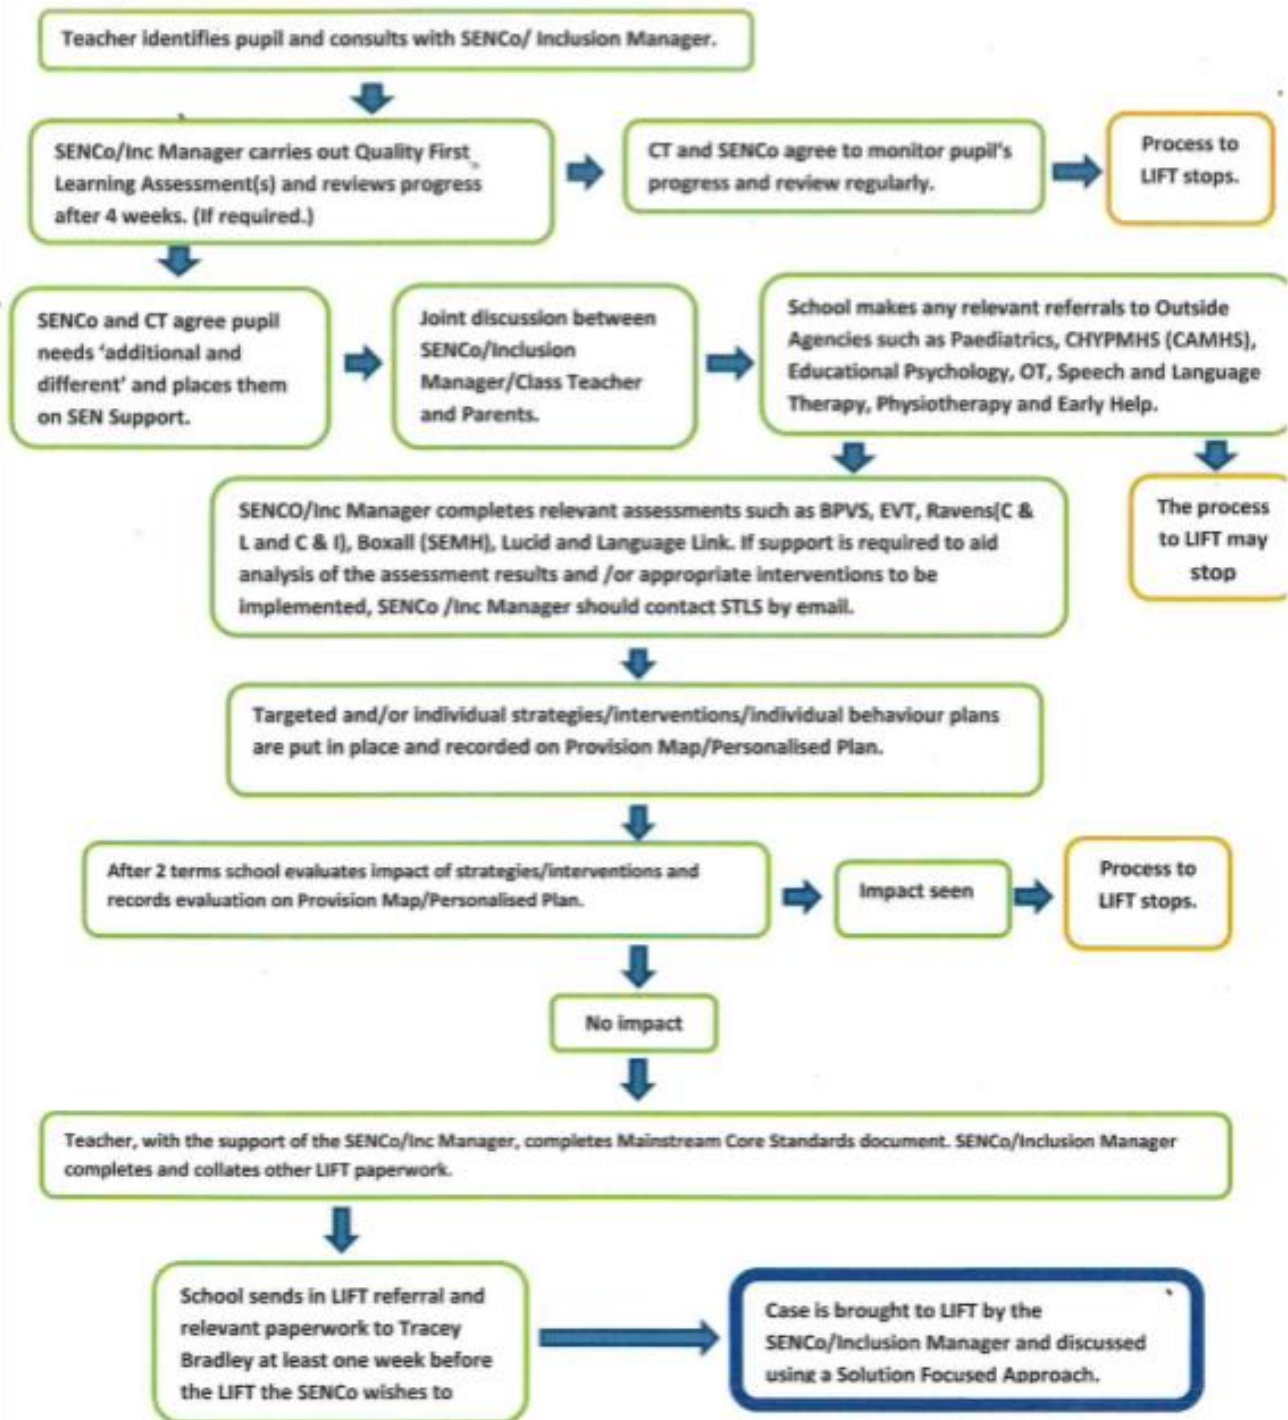 Teacher identifies pupil and consults with SENCo/ Inclusion Manager.
SENCo/Inc Manager carries out Quality First
Learning Assessment(s) and reviews progress
after 4 weeks. (If required.)
CT and SENCo agree to monitor pupil's
progress and review regularly.
Process to
LIFT stops.
SENCo and CT agree pupil
needs 'additional and
different' and places them
on SEN Support.
Joint discussion between
SENCo/Inclusion
Manager/Class Teacher
and Parents.
School makes any relevant referrals to Outside
Agencies such as Paediatrics, CHYPMHS (CAMHS),
Educational Psychology, OT, Speech and Language
Therapy, Physiotherapy and Early Help.
SENCO/Inc Manager completes relevant assessments such as BPVS, EVT, Ravens(C &
L and C & I), Boxall (SEMH), Lucid and Language Link. If support is required to aid
analysis of the assessment results and /or appropriate interventions to be
implemented, SENCo /Inc Manager should contact STLS by email.
The process
to LIFT may
stop
Targeted and/or individual strategies/interventions/individual behaviour plans
are put in place and recorded on Provision Map/Personalised Plan.
After 2 terms school evaluates impact of strategies/interventions and
records evaluation on Provision Map/Personalised Plan.
Impact seen
Process to
LIFT stops.
No impact
Teacher, with the support of the SENCo/Inc Manager, completes Mainstream Core Standards document. SENCo/Inclusion Manager
completes and collates other LIFT paperwork.
School sends in LIFT referral and
relevant paperwork to Tracey
Bradley at least one week before
the LIFT the SENCo wishes to
Case is brought to LIFT by the
SENCo/Inclusion Manager and discussed
using a Solution Focused Approach.